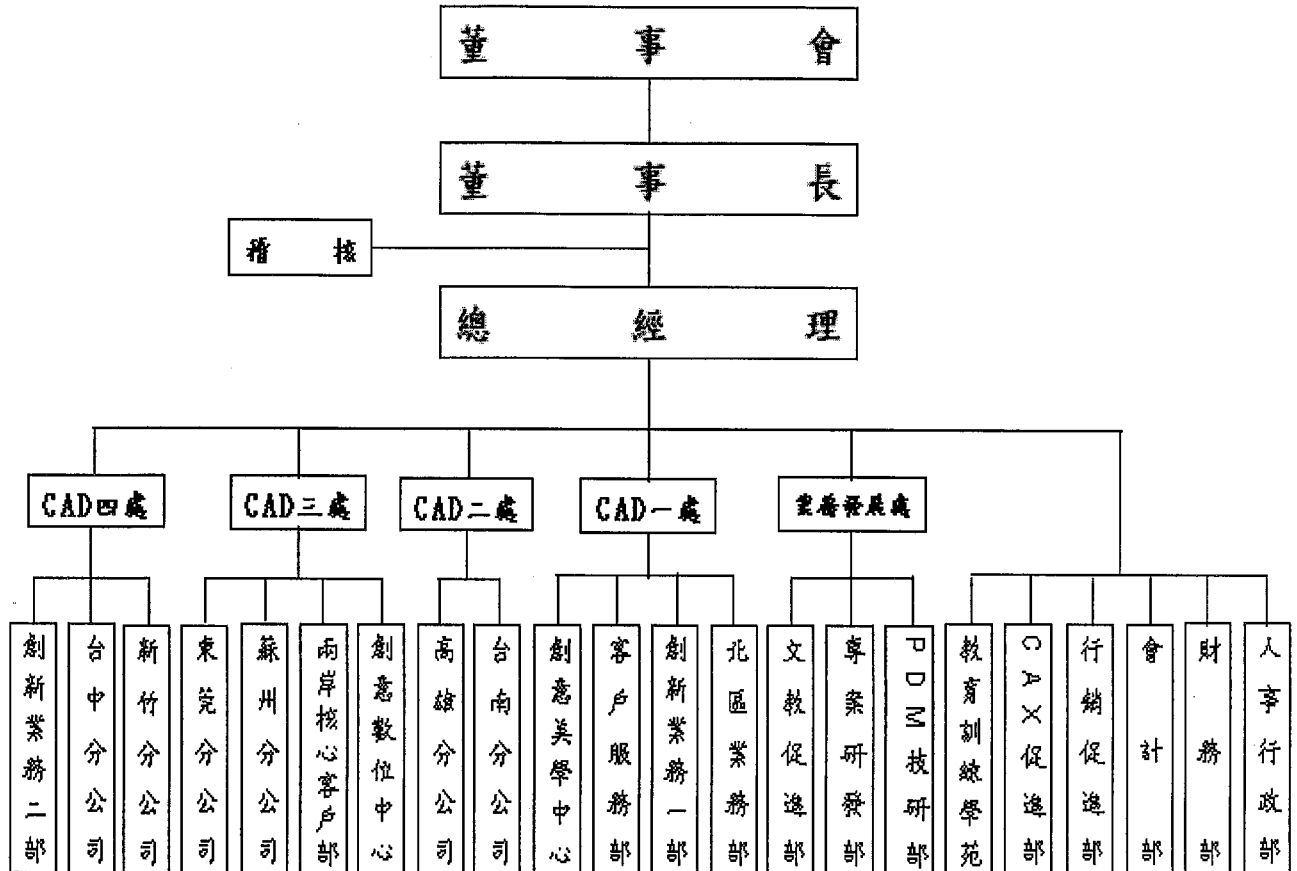 董事會
董事長
稽核
總經理
CAD四處
CAD三處
CAD二處
CAD一處
業務發展處
創新業務二部
台中分公司
新竹分公司
東莞分公司
蘇州分公司
兩岸核心客戶部
創意數位中心
高雄分公司
台南分公司
創意美學中心
客戶服務部
創新業務一部
北區業務部
文教促進部
專案研發部
PDM技研部
教育訓練學苑
CAX促進部
行銷促進部
會計部
財務部
人事行政部